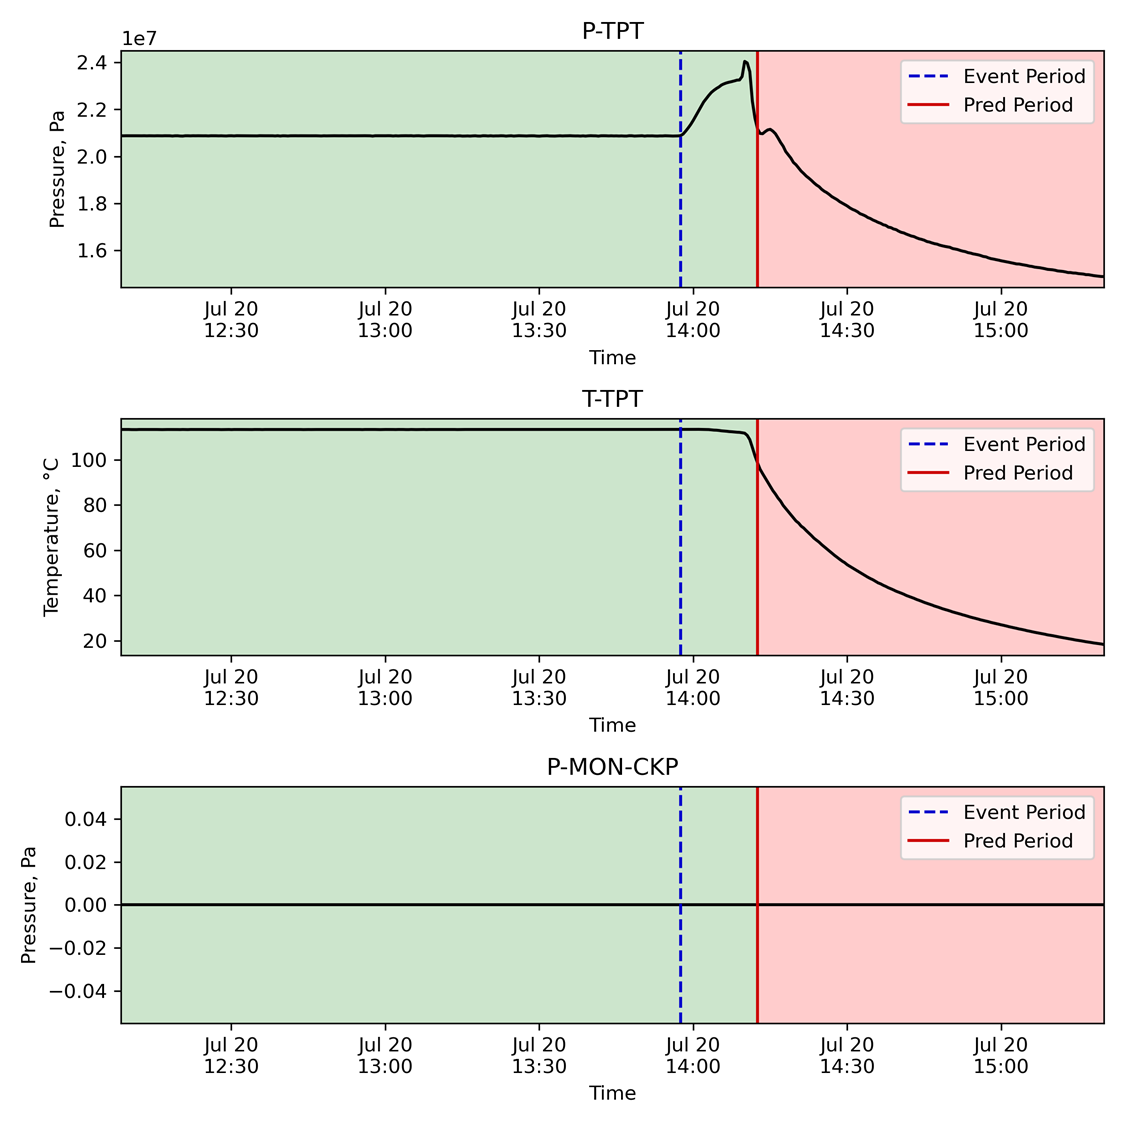 P-TPT
1e7
2.4
2.2
2.0
1.8
1.6
Pressure, Pa
Event Period
Pred Period
Jul 20 Jul 20 Jul 20 Jul 20 Jul 20 Jul 20
12:30 13:00 13:30 14:00 14:30 15:00
Time
T-TPT
100
80
60
40
20
Temperature, °C
Event Period
Pred Period
Jul 20 Jul 20 Jul 20 Jul 20 Jul 20 Jul 20
12:30 13:00 13:30 14:00 14:30 15:00
Time
P-MON-CKP
0.04
0.02
0.00
−0.02
−0.04
Pressure, Pa
Event Period
Pred Period
Jul 20 Jul 20 Jul 20 Jul 20 Jul 20 Jul 20
12:30 13:00 13:30 14:00 14:30 15:00
Time